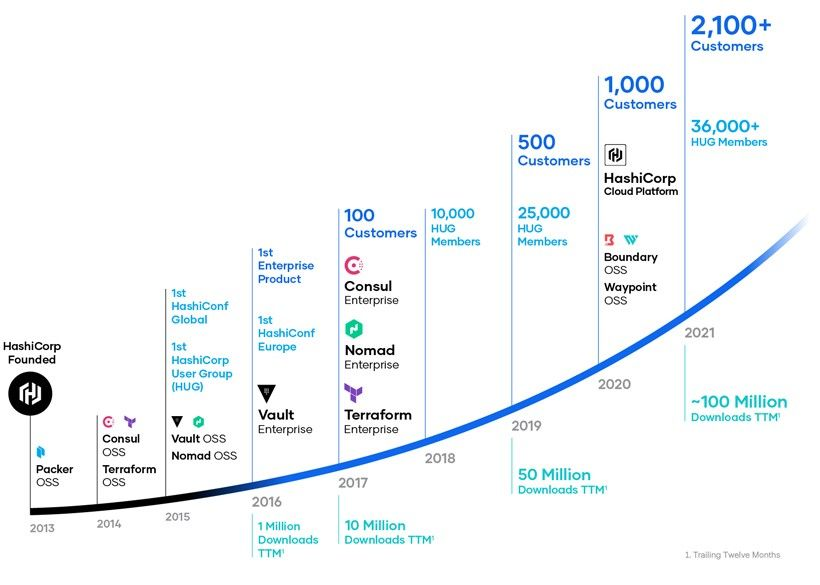 HashiCorp
Founded
Packer
OSS
2013
Consul
OSS
Terraform
OSS
2014
1st
HashiConf
Global
1st
HashiCorp
User Group
(HUG)
Vault OSS
Nomad OSS
2015
1st
Enterprise
Product
1st
HashiConf
Europe
Vault
Enterprise
2016
1 Million
Downloads
TTM¹
100
Customers
Consul
Enterprise
Nomad
Enterprise
Terraform
Enterprise
2017
10 Million
Downloads TTM¹
10,000
HUG
Members
2018
500
Customers
25,000
HUG
Members
2019
50 Million
Downloads TTM¹
1,000
Customers
HashiCorp
Cloud Platform
Boundary
OSS
Waypoint
OSS
2020
2,100+
Customers
36,000+
HUG Members
2021
~100 Million
Downloads TTM¹
1. Trailing Twelve Months